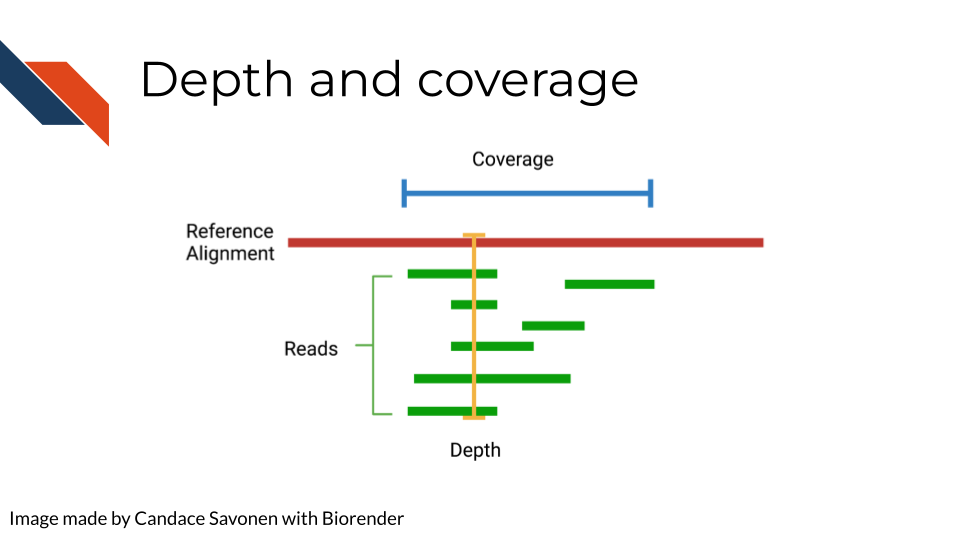 Depth and coverage
Coverage
Reference
Alignment
Reads
Depth
Image made by Candace Savonen with Biorender